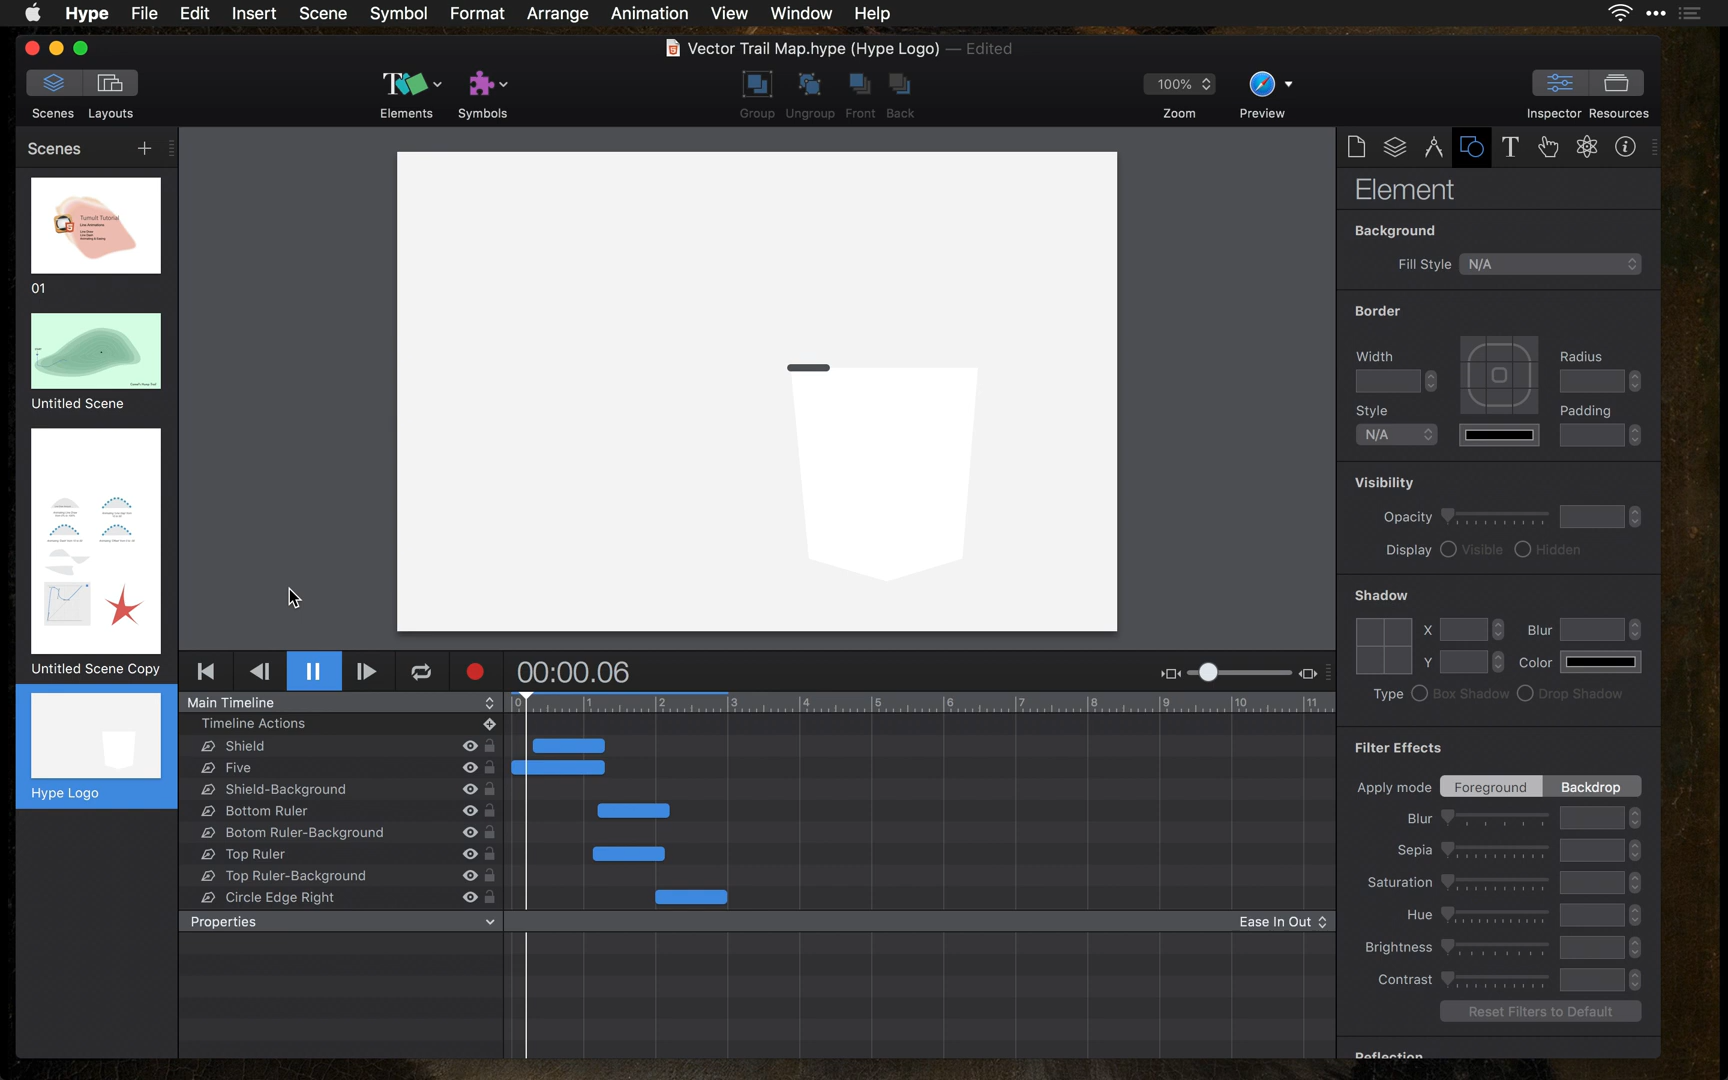 Hype File Edit Insert Scene Symbol Format Arrange Animation View Window Help
Vector Trail Map.hype (Hype Logo) — Edited
100%
Scenes Layouts Elements Symbols Group Ungroup Front Back Zoom Preview Inspector Resources
Scenes
Tumult Tutorial
01
Untitled Scene
Untitled Scene Copy
Hype Logo
00:00.06
Main Timeline
0 1 2 3 4 5 6 7 8 9 10 11
Timeline Actions
Shield
Five
Shield-Background
Bottom Ruler
Botom Ruler-Background
Top Ruler
Top Ruler-Background
Circle Edge Right
Properties
Ease In Out
Element
Background
Fill Style N/A
Border
Width Radius
Style Padding
N/A
Visibility
Opacity
Display Visible Hidden
Shadow
X Blur
Y Color
Type Box Shadow Drop Shadow
Filter Effects
Apply mode Foreground Backdrop
Blur
Sepia
Saturation
Hue
Brightness
Contrast
Reset Filters to Default
Reflection